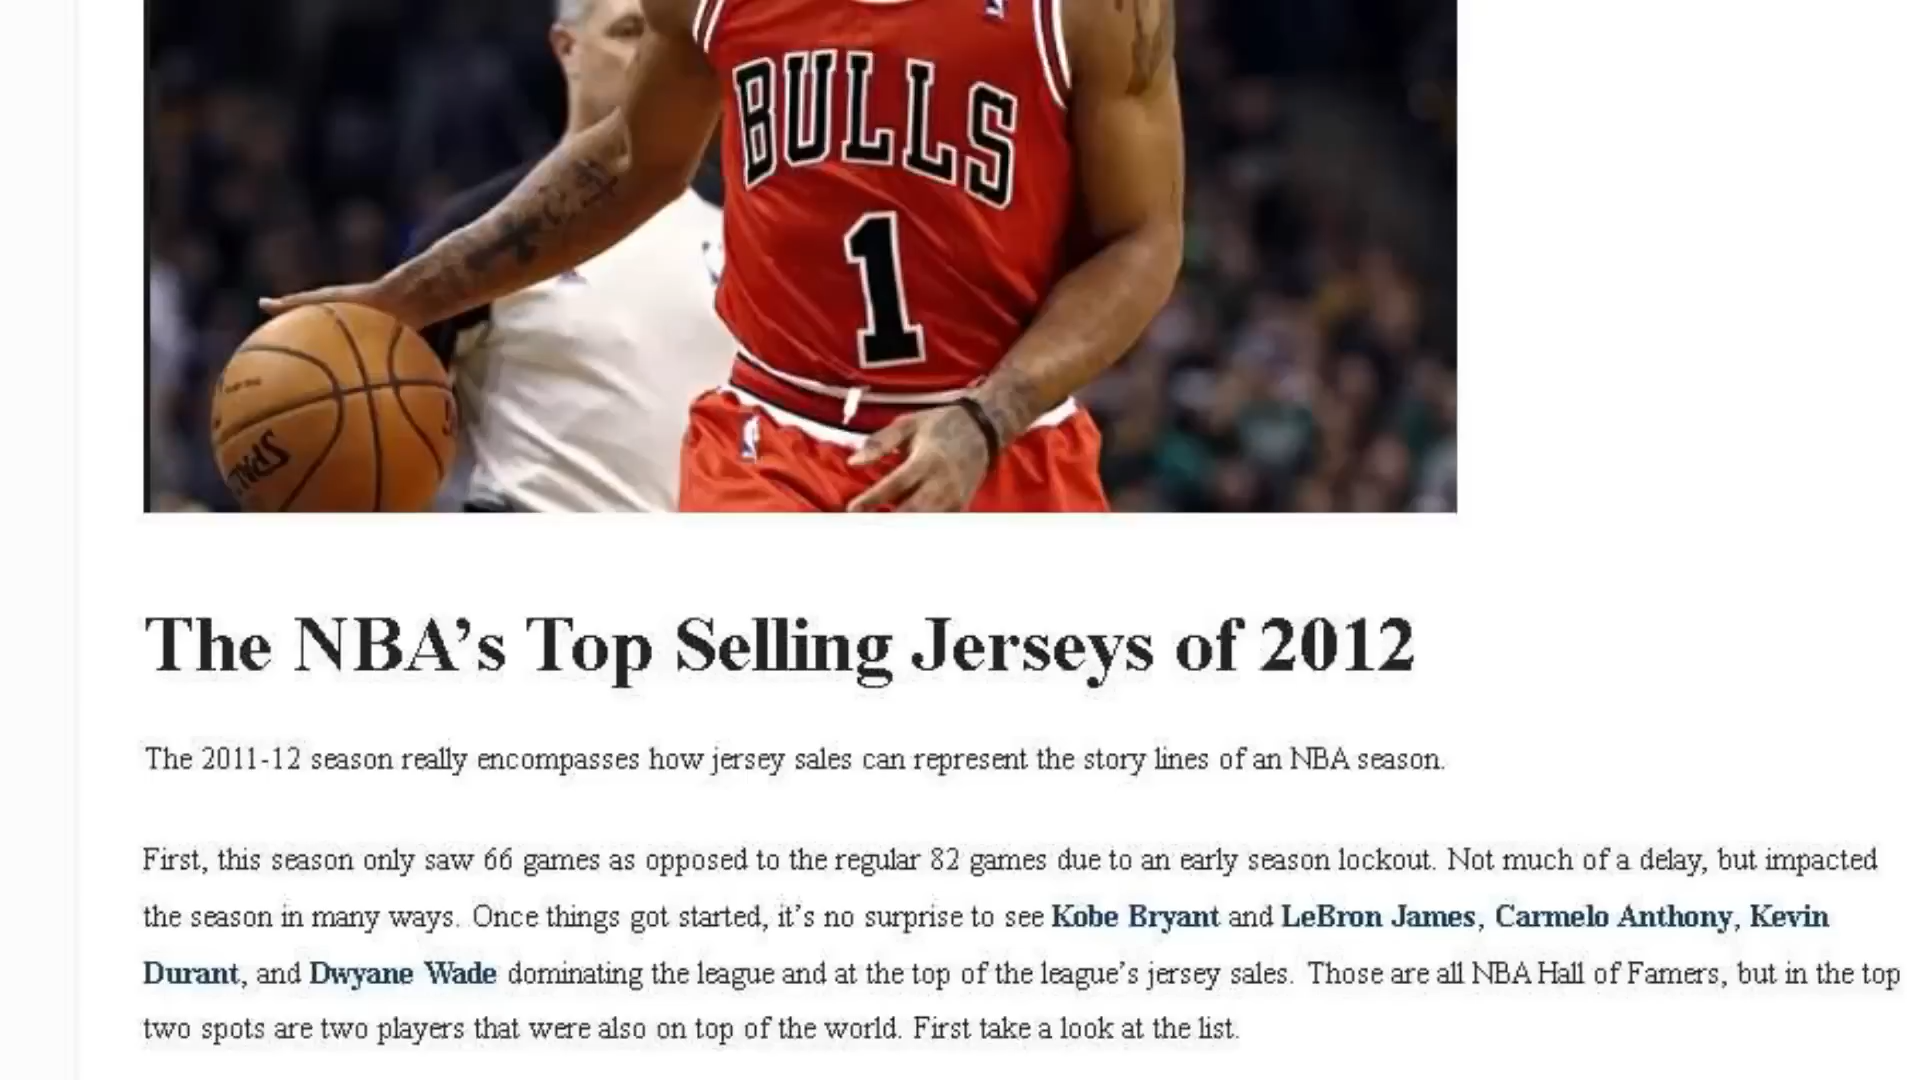 BULLS
1
The NBA’s Top Selling Jerseys of 2012
The 2011-12 season really encompasses how jersey sales can represent the story lines of an NBA season.
First, this season only saw 66 games as opposed to the regular 82 games due to an early season lockout. Not much of a delay, but impacted
the season in many ways. Once things got started, it’s no surprise to see Kobe Bryant and LeBron James, Carmelo Anthony, Kevin
Durant, and Dwyane Wade dominating the league and at the top of the league’s jersey sales. Those are all NBA Hall of Famers, but in the top
two spots are two players that were also on top of the world. First take a look at the list.